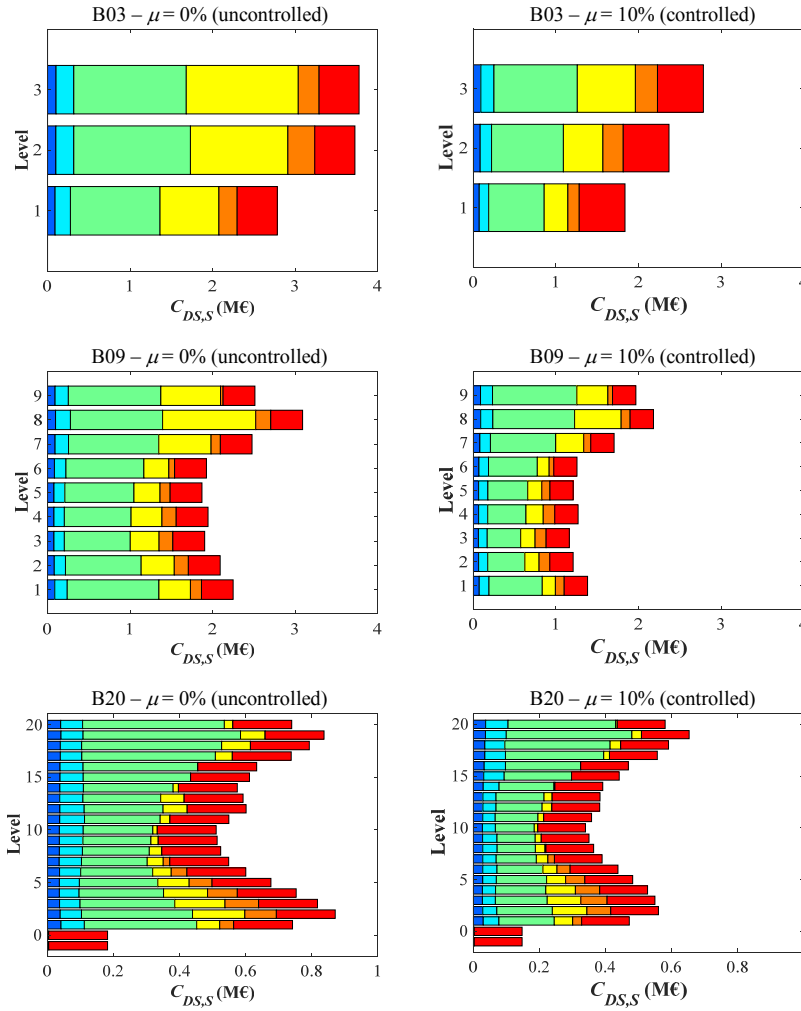 B03 – μ = 0% (uncontrolled)
Level
3
2
1
0 1 2 3 4
C_DS,S (M€)
B03 – μ = 10% (controlled)
Level
3
2
1
0 1 2 3 4
C_DS,S (M€)
B09 – μ = 0% (uncontrolled)
Level
9
8
7
6
5
4
3
2
1
0 1 2 3 4
C_DS,S (M€)
B09 – μ = 10% (controlled)
Level
9
8
7
6
5
4
3
2
1
0 1 2 3 4
C_DS,S (M€)
B20 – μ = 0% (uncontrolled)
Level
20
15
10
5
0
0 0.2 0.4 0.6 0.8 1
C_DS,S (M€)
B20 – μ = 10% (controlled)
Level
20
15
10
5
0
0 0.2 0.4 0.6 0.8
C_DS,S (M€)